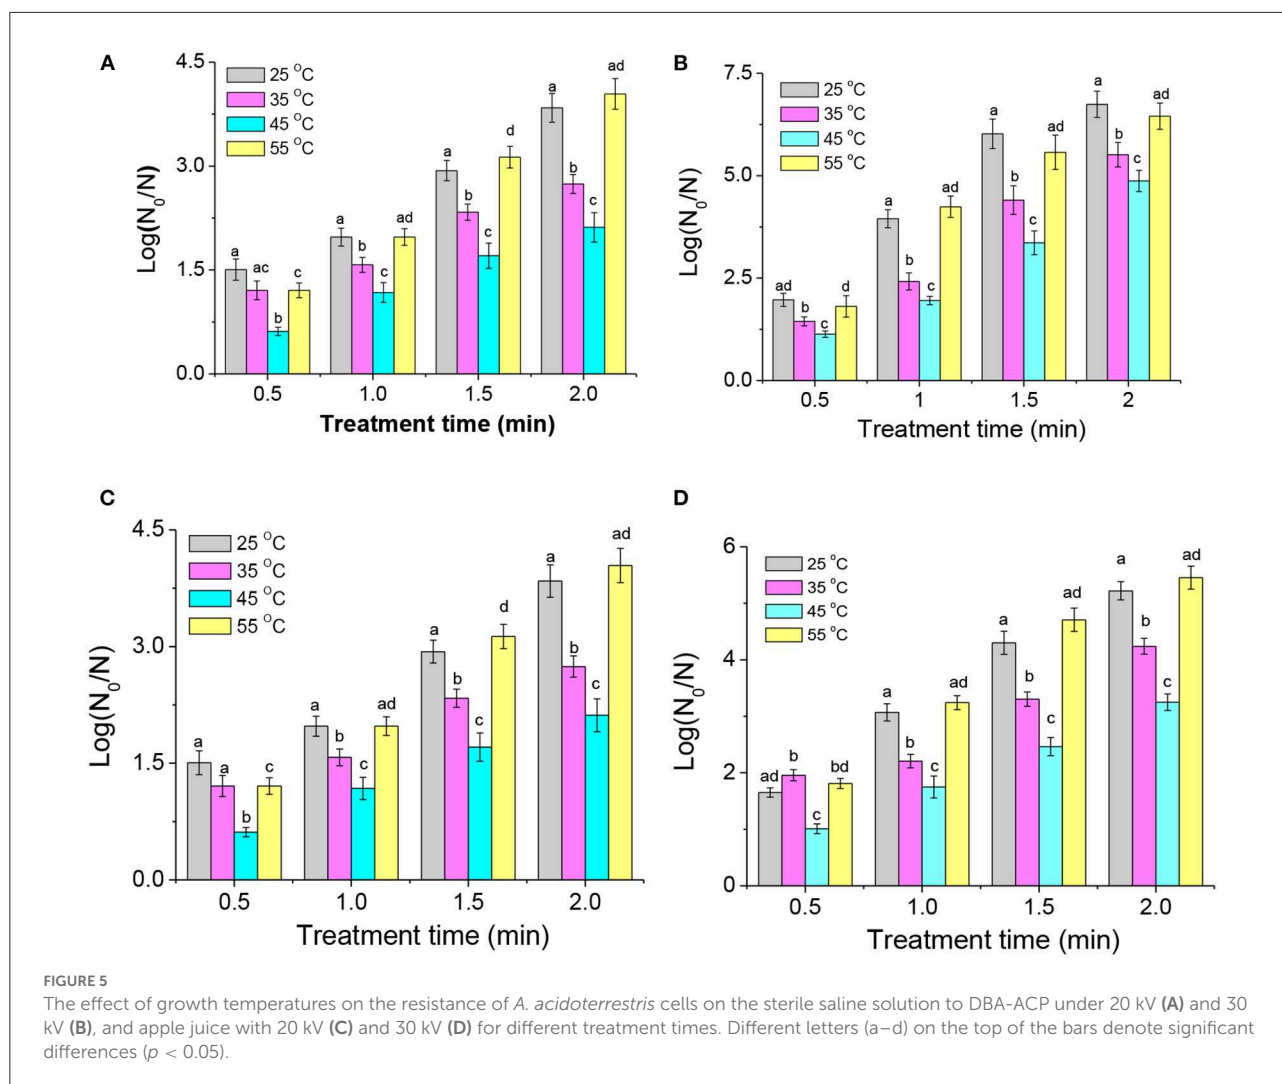 A
4.5
3.0
1.5
0.0
Log(N₀/N)
25 °C
35 °C
45 °C
55 °C
a ac b c
a b c ad
a b c d
a b c ad
0.5 1.0 1.5 2.0
Treatment time (min)
B
7.5
5.0
2.5
0.0
Log(N₀/N)
25 °C
35 °C
45 °C
55 °C
ad b c d
a b c ad
a b c ad
a b c ad
0.5 1 1.5 2
Treatment time (min)
C
4.5
3.0
1.5
0.0
Log(N₀/N)
25 °C
35 °C
45 °C
55 °C
a a b c
a b c ad
a b c d
a b c ad
0.5 1.0 1.5 2.0
Treatment time (min)
D
6
4
2
0
Log(N₀/N)
25 °C
35 °C
45 °C
55 °C
ad b c bd
a b c ad
a b c ad
a b c ad
0.5 1.0 1.5 2.0
Treatment time (min)
FIGURE 5
The effect of growth temperatures on the resistance of A. acidoterrestris cells on the sterile saline solution to DBA-ACP under 20 kV (A) and 30
kV (B), and apple juice with 20 kV (C) and 30 kV (D) for different treatment times. Different letters (a–d) on the top of the bars denote significant
differences (p < 0.05).